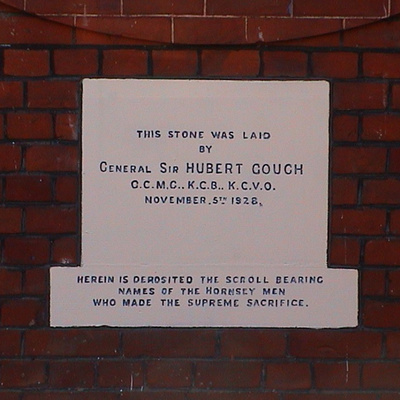 THIS STONE WAS LAID
BY
GENERAL SIR HUBERT GOUGH
G.C.M.G., K.C.B., K.C.V.O.
NOVEMBER, 5TH 1928.
HEREIN IS DEPOSITED THE SCROLL BEARING
NAMES OF THE HORNSEY MEN
WHO MADE THE SUPREME SACRIFICE.